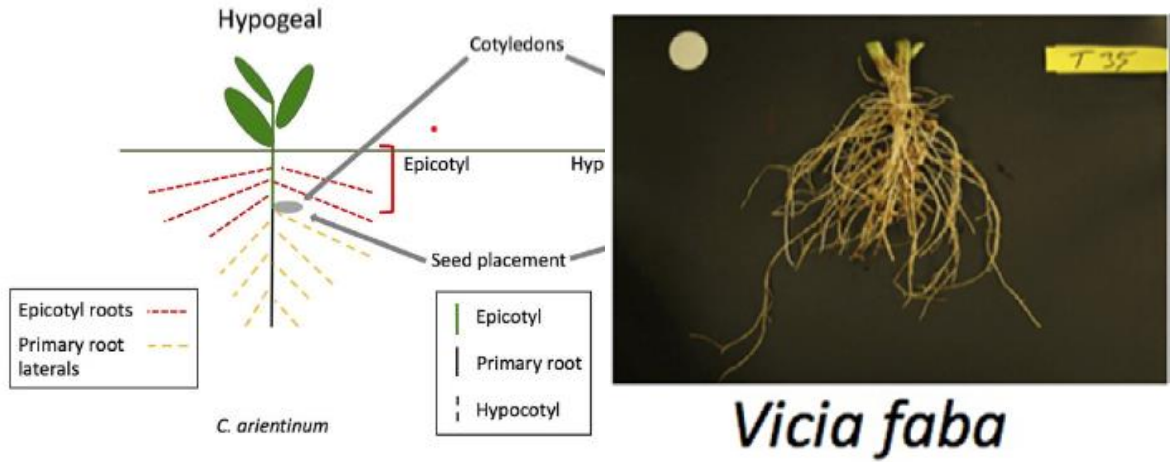 Hypogeal
Cotyledons
Epicotyl
Hyp
Seed placement
Epicotyl roots
Primary root
laterals
Epicotyl
Primary root
Hypocotyl
C. arientinum
T 35
Vicia faba